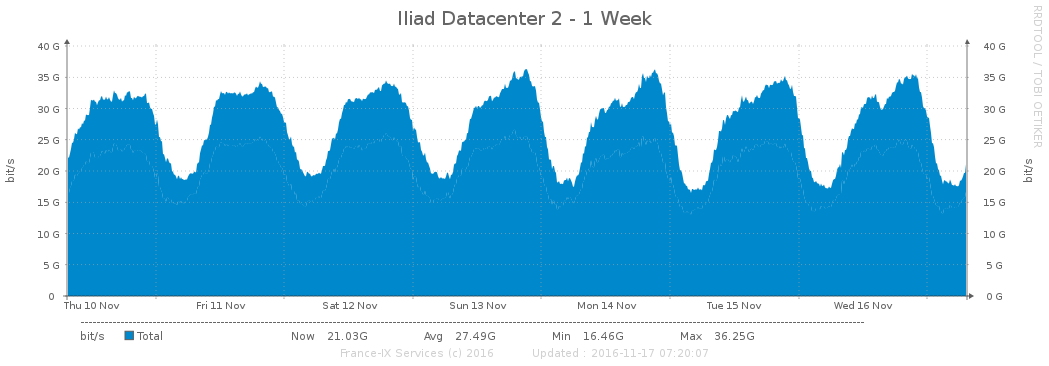 Iliad Datacenter 2 - 1 Week
RRDTOOL / TOBI OETIKER
40 G 40 G
35 G 35 G
30 G 30 G
25 G 25 G
20 G 20 G
15 G 15 G
10 G 10 G
5 G 5 G
0 0 G
bit/s bit/s
Thu 10 Nov Fri 11 Nov Sat 12 Nov Sun 13 Nov Mon 14 Nov Tue 15 Nov Wed 16 Nov
bit/s Total Now 21.03G Avg 27.49G Min 16.46G Max 36.25G
France-IX Services (c) 2016 Updated : 2016-11-17 07:20:07